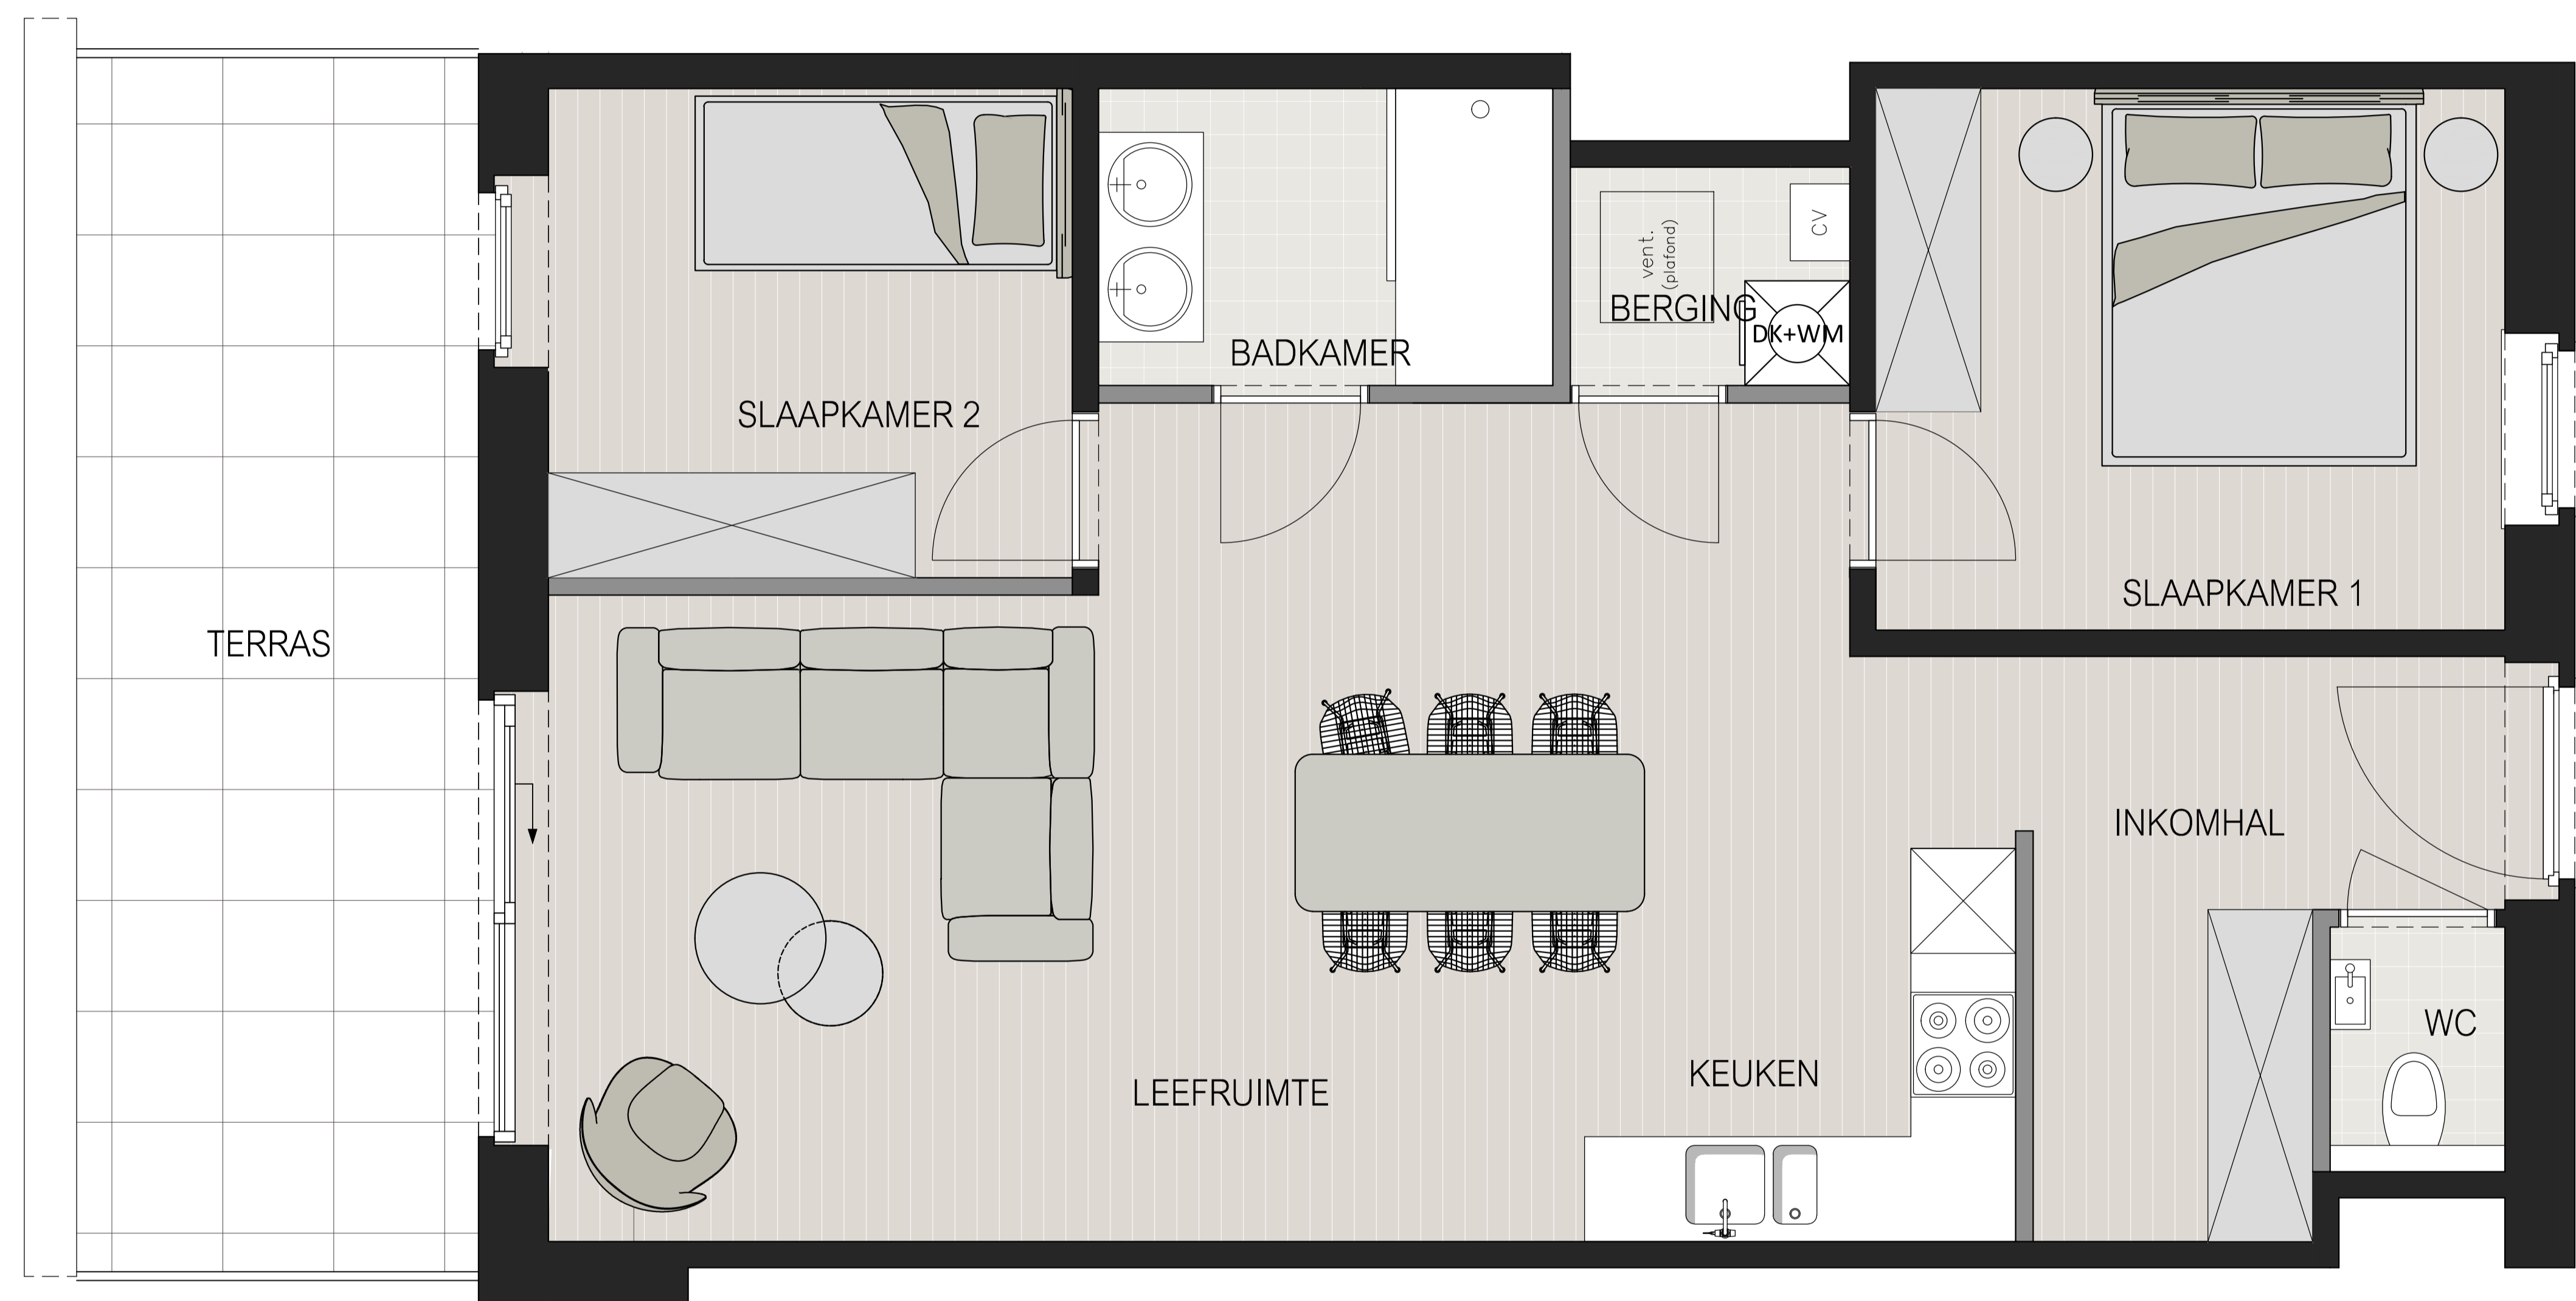 CV
vent.
(plafond)
BERGING
DK+WM
BADKAMER
SLAAPKAMER 2
SLAAPKAMER 1
TERRAS
INKOMHAL
WC
KEUKEN
LEEFRUIMTE